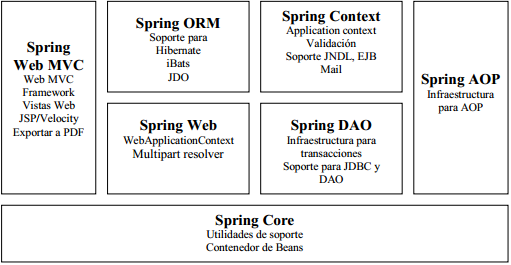 Spring
Web MVC
Web MVC
Framework
Vistas Web
JSP/Velocity
Exportar a PDF
Spring ORM
Soporte para
Hibernate
iBats
JDO
Spring Context
Application context
Validación
Soporte JNDL, EJB
Mail
Spring AOP
Infraestructura
para AOP
Spring Web
WebApplicationContext
Multipart resolver
Spring DAO
Infraestructura para
transacciones
Soporte para JDBC y
DAO
Spring Core
Utilidades de soporte
Contenedor de Beans